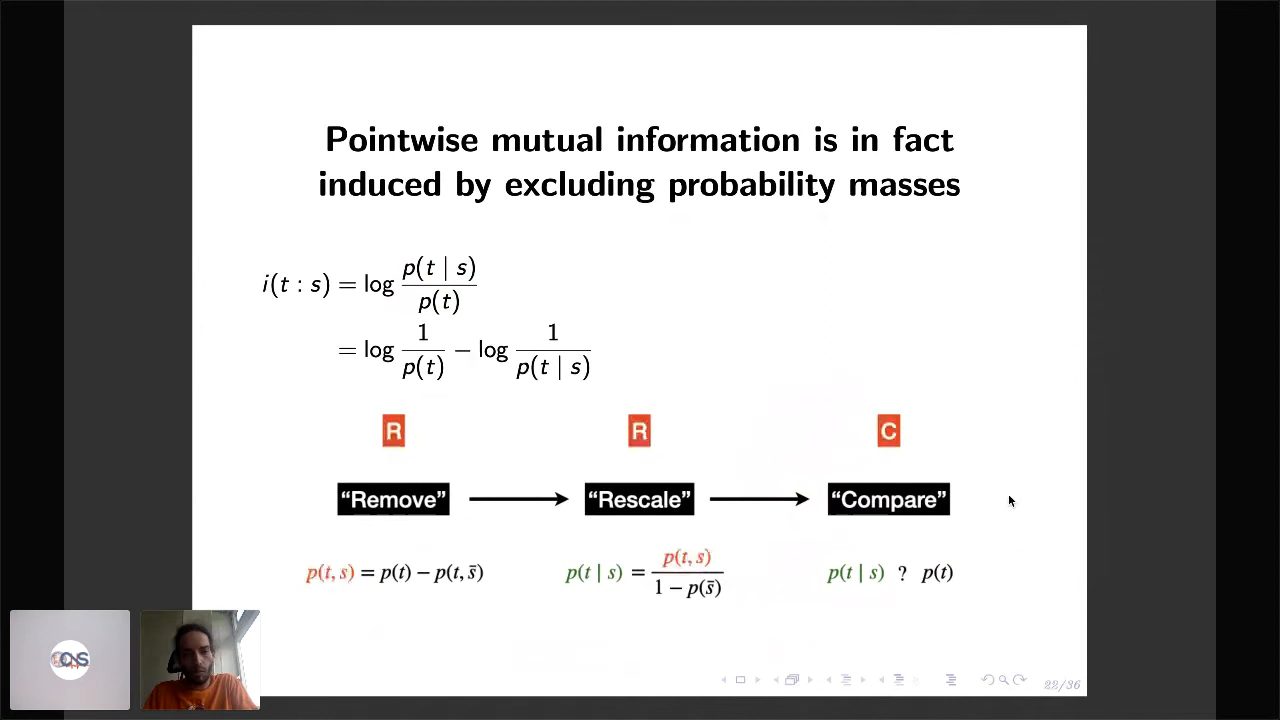 Pointwise mutual information is in fact
induced by excluding probability masses
i(t : s) = log p(t | s) / p(t)
= log 1 / p(t) − log 1 / p(t | s)
R R C
“Remove” “Rescale” “Compare”
p(t, s) = p(t) − p(t, s̄) p(t | s) = p(t, s) / 1 − p(s̄) p(t | s) ? p(t)
22/36